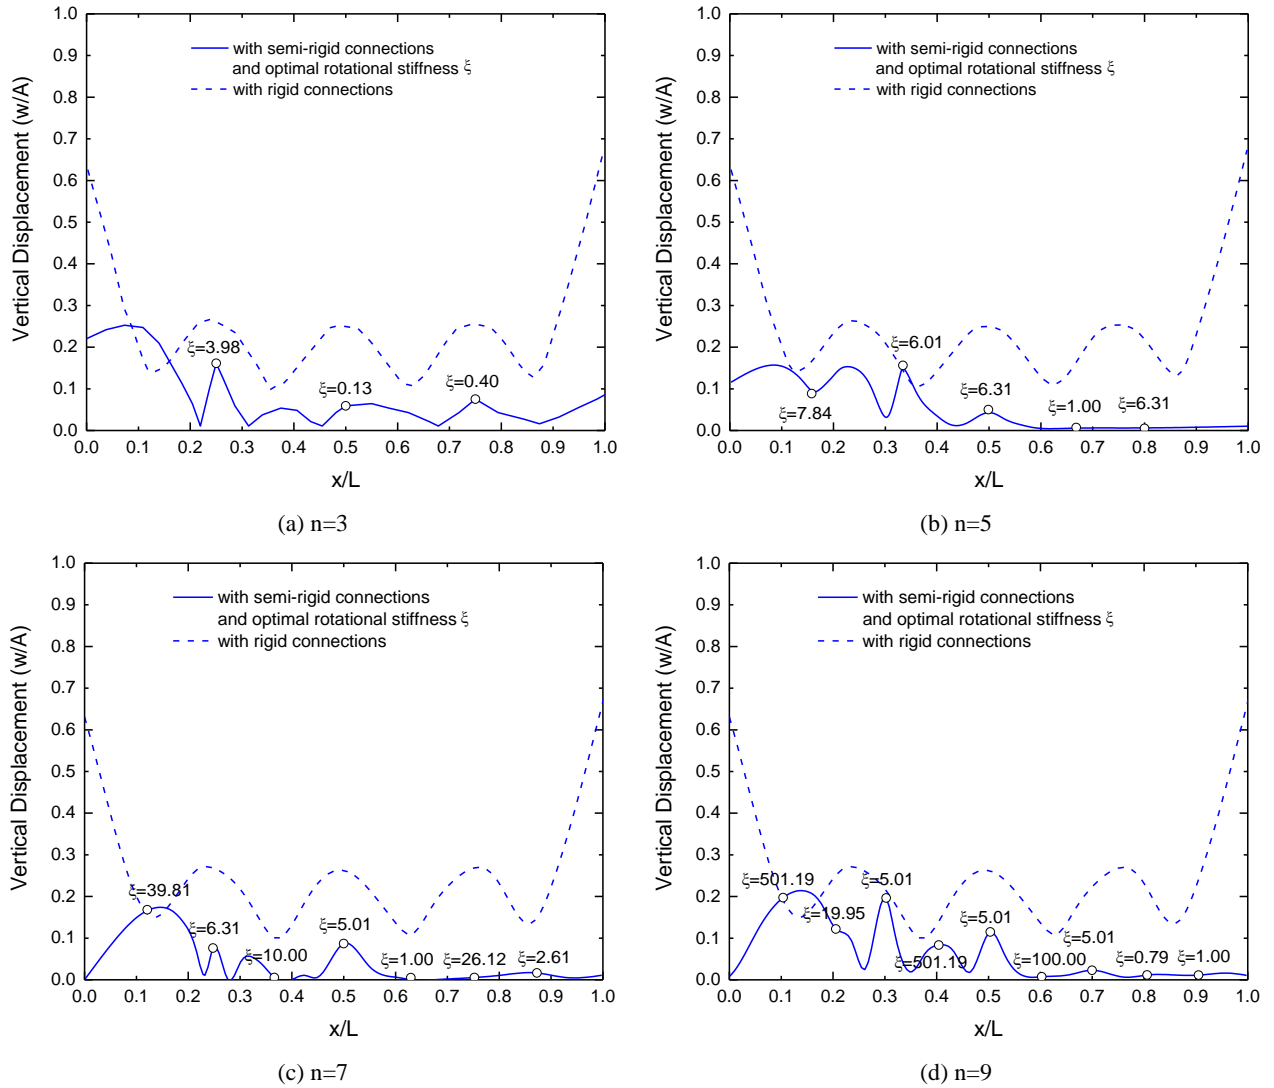 1.0
0.9
0.8
0.7
0.6
0.5
0.4
0.3
0.2
0.1
0.0
Vertical Displacement (w/A)
with semi-rigid connections
and optimal rotational stiffness ξ
with rigid connections
ξ=3.98
ξ=0.13
ξ=0.40
0.0 0.1 0.2 0.3 0.4 0.5 0.6 0.7 0.8 0.9 1.0
x/L
(a) n=3
1.0
0.9
0.8
0.7
0.6
0.5
0.4
0.3
0.2
0.1
0.0
Vertical Displacement (w/A)
with semi-rigid connections
and optimal rotational stiffness ξ
with rigid connections
ξ=7.84
ξ=6.01
ξ=6.31
ξ=1.00
ξ=6.31
0.0 0.1 0.2 0.3 0.4 0.5 0.6 0.7 0.8 0.9 1.0
x/L
(b) n=5
1.0
0.9
0.8
0.7
0.6
0.5
0.4
0.3
0.2
0.1
0.0
Vertical Displacement (w/A)
with semi-rigid connections
and optimal rotational stiffness ξ
with rigid connections
ξ=39.81
ξ=6.31
ξ=10.00
ξ=5.01
ξ=1.00
ξ=26.12
ξ=2.61
0.0 0.1 0.2 0.3 0.4 0.5 0.6 0.7 0.8 0.9 1.0
x/L
(c) n=7
1.0
0.9
0.8
0.7
0.6
0.5
0.4
0.3
0.2
0.1
0.0
Vertical Displacement (w/A)
with semi-rigid connections
and optimal rotational stiffness ξ
with rigid connections
ξ=501.19
ξ=19.95
ξ=5.01
ξ=501.19
ξ=5.01
ξ=100.00
ξ=5.01
ξ=0.79
ξ=1.00
0.0 0.1 0.2 0.3 0.4 0.5 0.6 0.7 0.8 0.9 1.0
x/L
(d) n=9